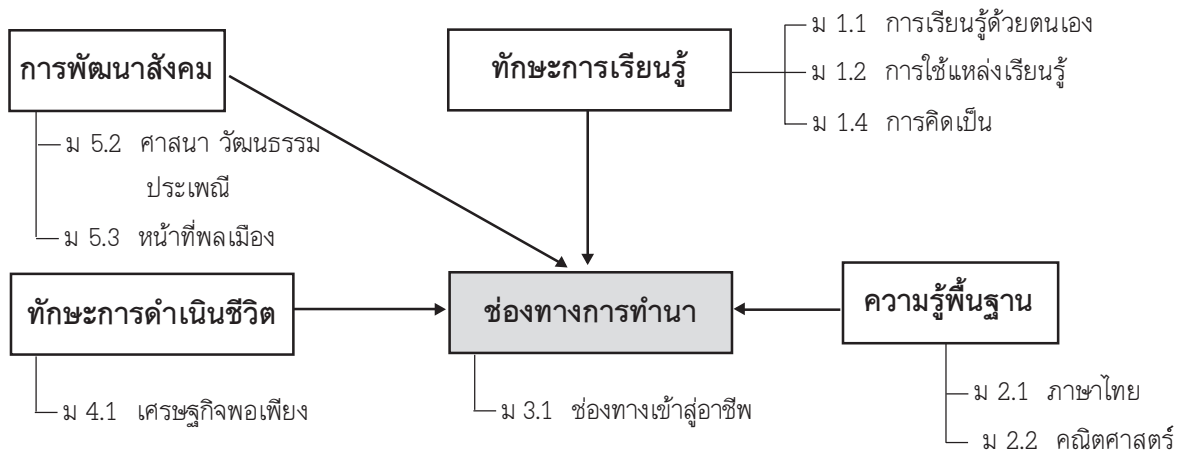 การพัฒนาสังคม
ม 5.2 ศาสนา วัฒนธรรม
ประเพณี
ม 5.3 หน้าที่พลเมือง
ทักษะการเรียนรู้
ม 1.1 การเรียนรู้ด้วยตนเอง
ม 1.2 การใช้แหล่งเรียนรู้
ม 1.4 การคิดเป็น
ทักษะการดำเนินชีวิต
ม 4.1 เศรษฐกิจพอเพียง
ช่องทางการทำนา
ม 3.1 ช่องทางเข้าสู่อาชีพ
ความรู้พื้นฐาน
ม 2.1 ภาษาไทย
ม 2.2 คณิตศาสตร์